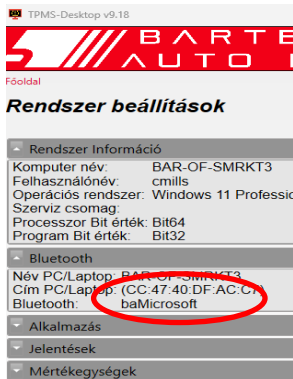 TPMS-Desktop v9.18
BARTE
AUTO
Főoldal
Rendszer beállítások
Rendszer Információ
Komputer név: BAR-OF-SMRKT3
Felhasználónév: cmills
Operációs rendszer: Windows 11 Professio
Szerviz csomag:
Processzor Bit érték: Bit64
Program Bit érték: Bit32
Bluetooth
Név PC/Laptop: BAR-OF-SMRKT3
Cím PC/Laptop: (CC:47:40:DF:AC:C7)
Bluetooth: baMicrosoft
Alkalmazás
Jelentések
Mértékegységek